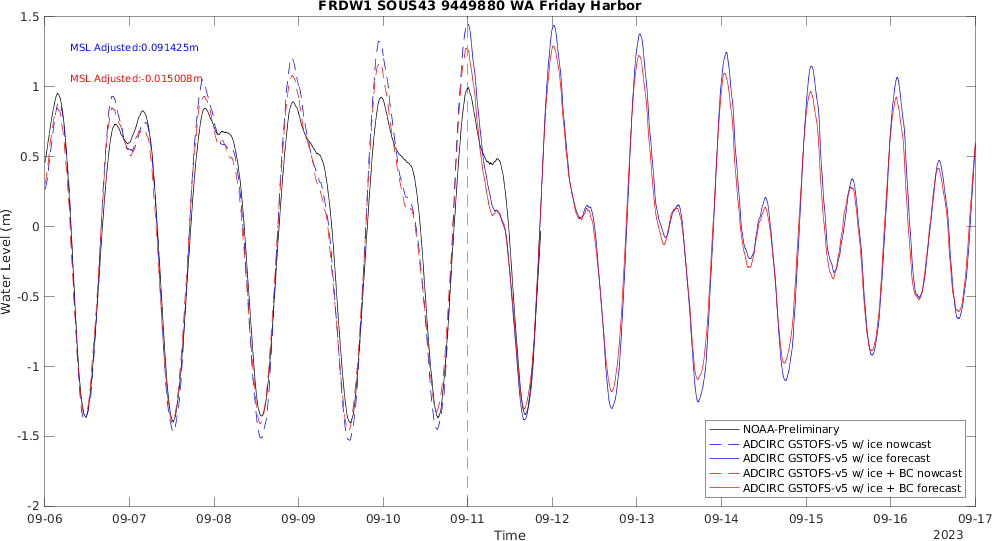 FRDW1 SOUS43 9449880 WA Friday Harbor
MSL Adjusted:0.091425m
MSL Adjusted:-0.015008m
Water Level (m)
1.5
1
0.5
0
-0.5
-1
-1.5
-2
NOAA-Preliminary
ADCIRC GSTOFS-v5 w/ ice nowcast
ADCIRC GSTOFS-v5 w/ ice forecast
ADCIRC GSTOFS-v5 w/ ice + BC nowcast
ADCIRC GSTOFS-v5 w/ ice + BC forecast
09-06 09-07 09-08 09-09 09-10 09-11 09-12 09-13 09-14 09-15 09-16 09-17
Time
2023